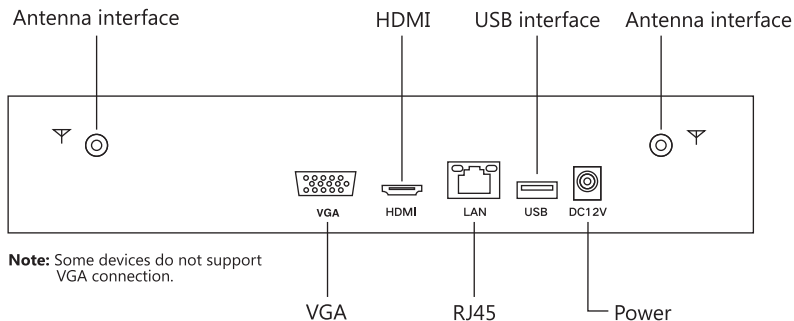 Antenna interface
HDMI
USB interface
Antenna interface
VGA
HDMI
LAN
USB
DC12V
Note: Some devices do not support
VGA connection.
VGA
RJ45
Power